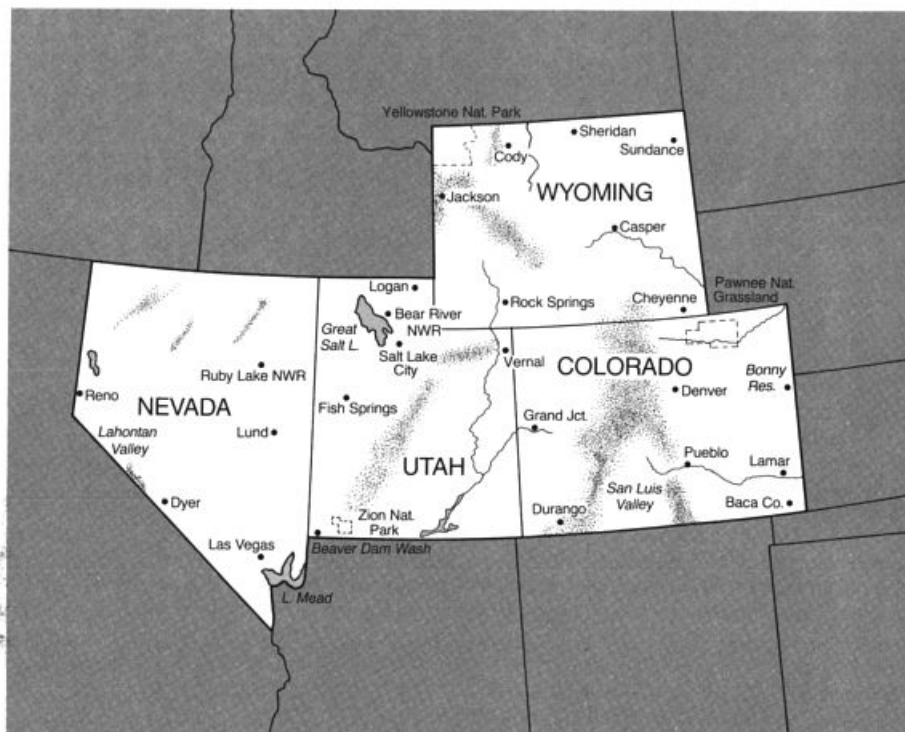 Yellowstone Nat. Park
Sheridan
Cody
Sundance
WYOMING
Jackson
Casper
Pawnee Nat.
Grassland
Logan
Rock Springs
Cheyenne
Bear River
NWR
Great
Salt L.
Salt Lake
City
Vernal
COLORADO
Ruby Lake NWR
Bonny
Res.
Reno
Denver
NEVADA
Fish Springs
Grand Jct.
Lahontan
Valley
Lund
UTAH
Pueblo
Lamar
San Luis
Valley
Dyer
Zion Nat.
Park
Durango
Baca Co.
Las Vegas
Beaver Dam Wash
L. Mead